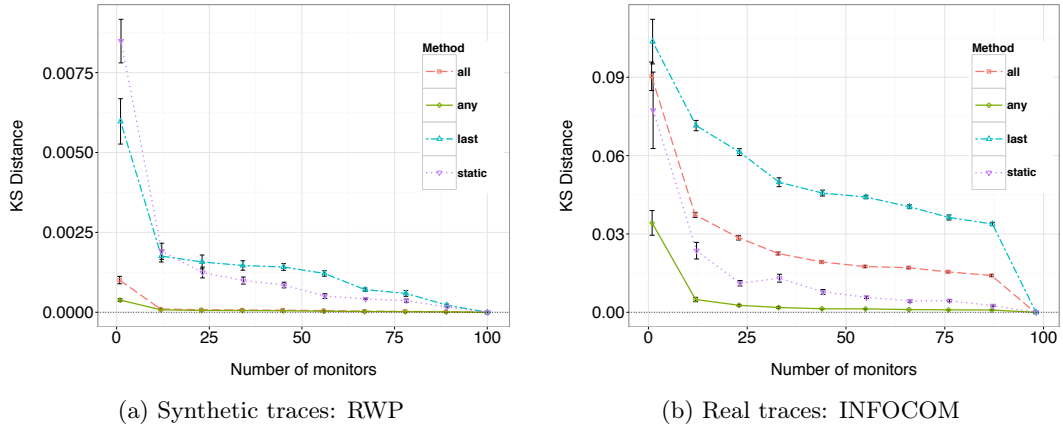 KS Distance
0.0075
0.0050
0.0025
0.0000
0 25 50 75 100
Number of monitors
Method
all
any
last
static
(a) Synthetic traces: RWP
KS Distance
0.09
0.06
0.03
0.00
0 25 50 75 100
Number of monitors
Method
all
any
last
static
(b) Real traces: INFOCOM